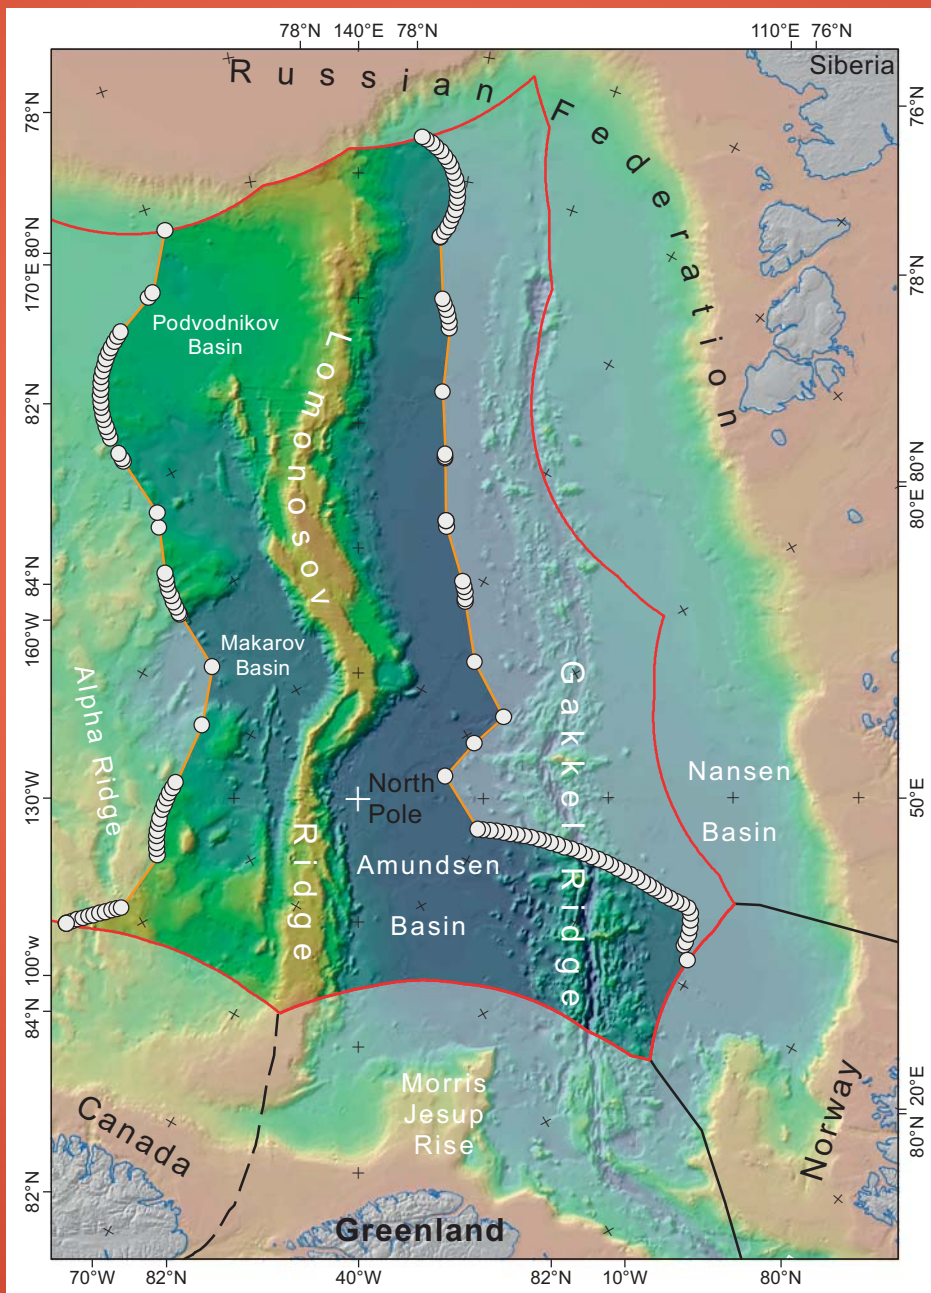 78°N 140°E 78°N 110°E 76°N
Siberia
Russian Federation
78°N
76°N
80°N
170°E
78°N
Podvodnikov
Basin
Lomonosov Ridge
82°N
80°N
80°E
84°N
160°W
Makarov
Basin
Alpha Ridge
Gakkel Ridge
Nansen
Basin
North
Pole
130°W
50°E
Amundsen
Basin
100°W
84°N
Morris
Jesup
Rise
Canada
Norway
20°E
80°N
82°N
Greenland
70°W 82°N 40°W 82°N 10°W 80°N